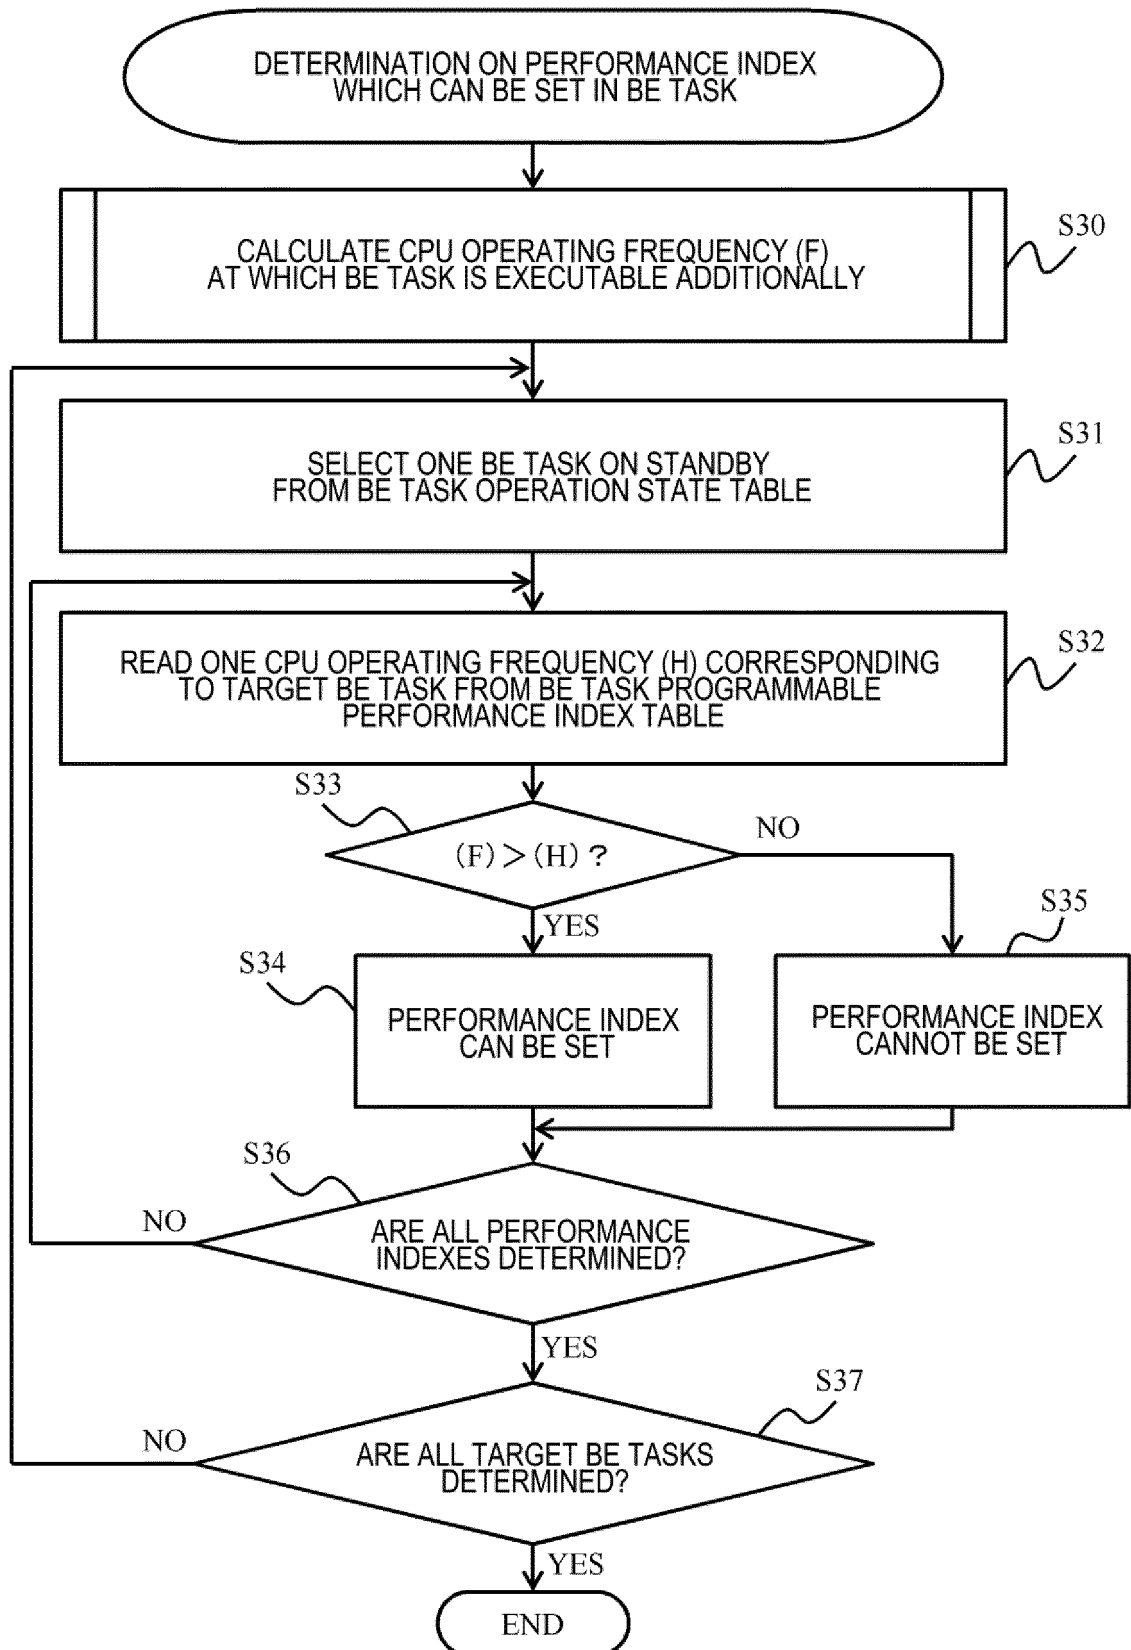 DETERMINATION ON PERFORMANCE INDEX
WHICH CAN BE SET IN BE TASK
CALCULATE CPU OPERATING FREQUENCY (F)
AT WHICH BE TASK IS EXECUTABLE ADDITIONALLY
S30
SELECT ONE BE TASK ON STANDBY
FROM BE TASK OPERATION STATE TABLE
S31
READ ONE CPU OPERATING FREQUENCY (H) CORRESPONDING
TO TARGET BE TASK FROM BE TASK PROGRAMMABLE
PERFORMANCE INDEX TABLE
S32
S33
(F)>(H)?
NO
YES
S34
PERFORMANCE INDEX
CAN BE SET
S35
PERFORMANCE INDEX
CANNOT BE SET
S36
ARE ALL PERFORMANCE
INDEXES DETERMINED?
NO
YES
S37
ARE ALL TARGET BE TASKS
DETERMINED?
NO
YES
END